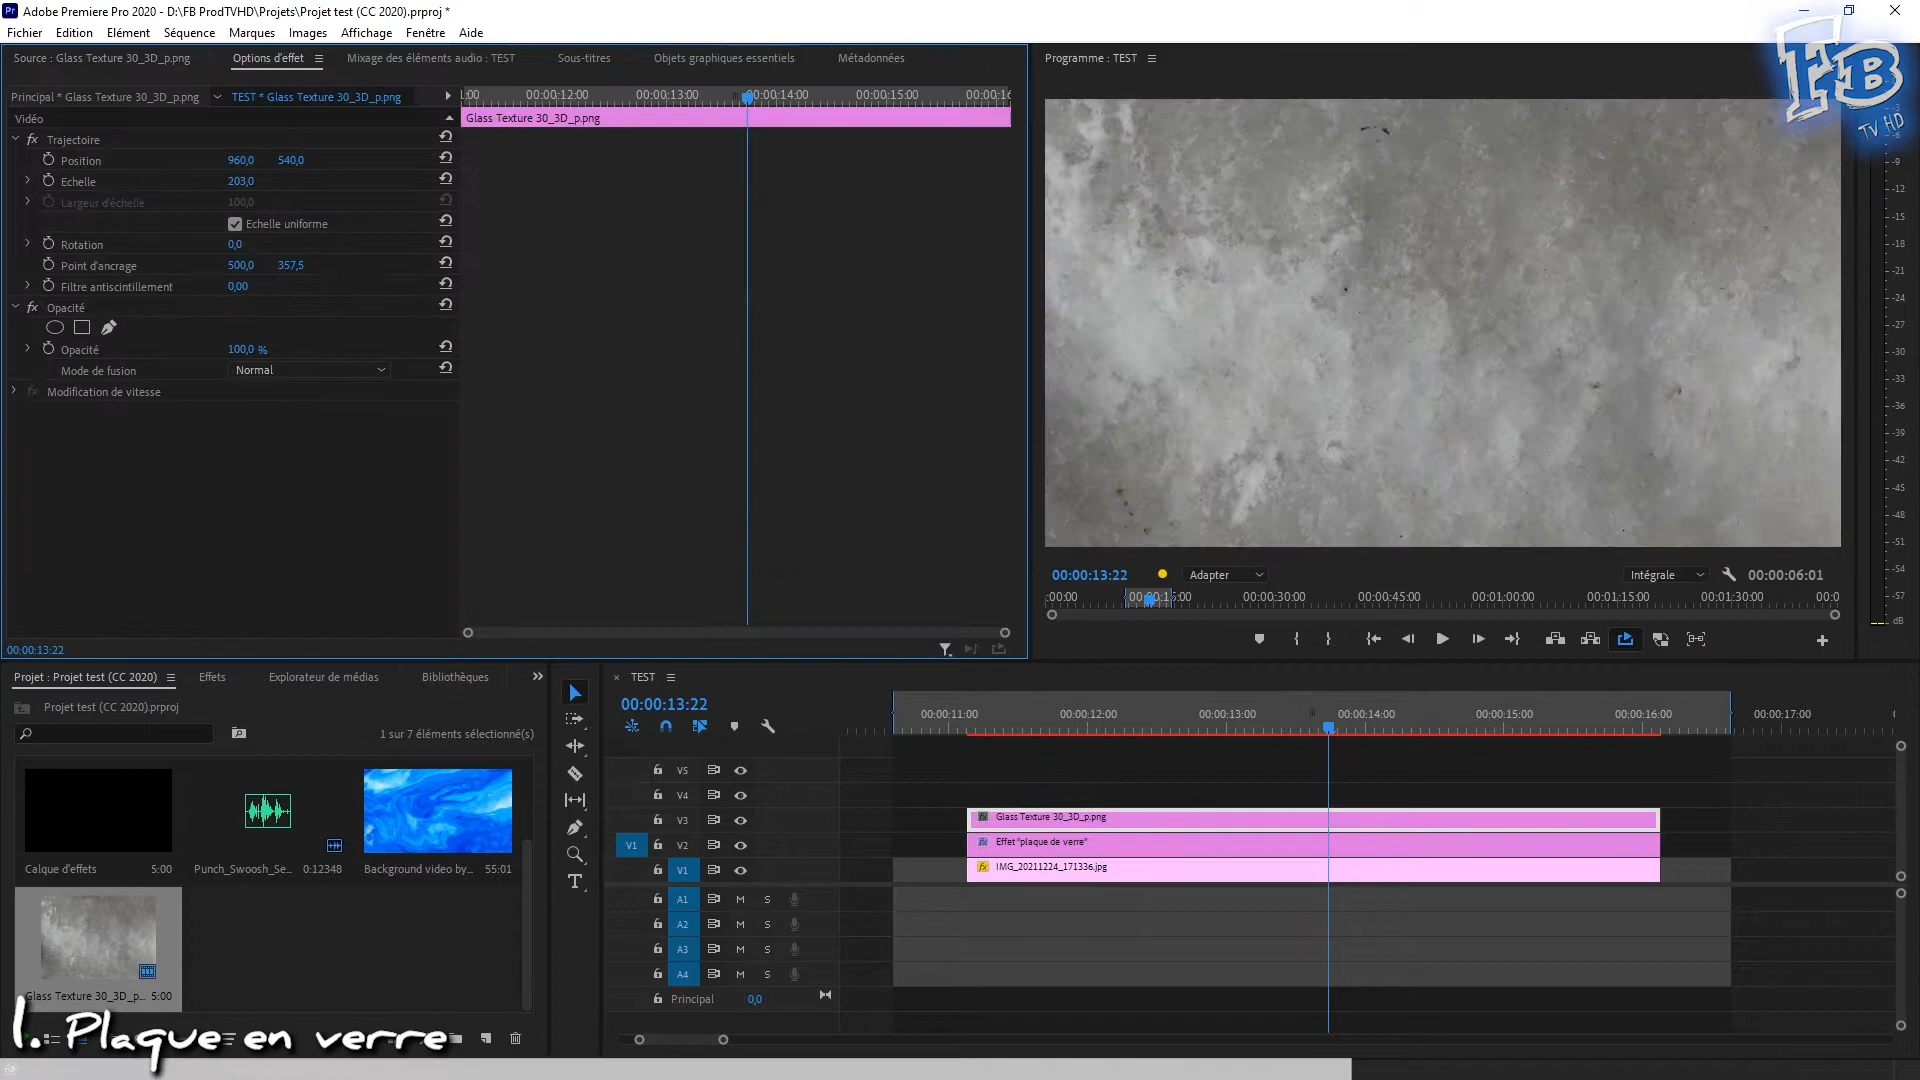 Adobe Premiere Pro 2020 - D:\FB ProdTVHD\Projets\Projet test (CC 2020).prproj *
Fichier Edition Elément Séquence Marques Images Affichage Fenêtre Aide
Source : Glass Texture 30_3D_p.png Options d'effet Mixage des éléments audio : TEST Sous-titres Objets graphiques essentiels Métadonnées
Programme : TEST
FB
TV HD
Principal * Glass Texture 30_3D_p.png TEST * Glass Texture 30_3D_p.png
00:00:12:00 00:00:13:00 00:00:14:00 00:00:15:00
Vidéo
Glass Texture 30_3D_p.png
fx Trajectoire
Position 960,0 540,0
Echelle 203,0
Largeur d'échelle 100,0
Echelle uniforme
Rotation 0,0
Point d'ancrage 500,0 357,5
Filtre antiscintillement 0,00
fx Opacité
Opacité 100,0 %
Mode de fusion Normal
fx Modification de vitesse
-3
-6
-9
-12
-15
-18
-21
-24
-27
-30
-33
-36
-39
-42
-45
-48
-51
-54
-57
dB
00:00:13:22 Adapter Intégrale 00:00:06:01
:00:00 00:00:15:00 00:00:30:00 00:00:45:00 00:01:00:00 00:01:15:00 00:01:30:00 00:0
00:00:13:22
Projet : Projet test (CC 2020) Effets Explorateur de médias Bibliothèques
Projet test (CC 2020).prproj
1 sur 7 éléments sélectionné(s)
Calque d'effets 5:00
Punch_Swoosh_Se... 0:12348
Background video by... 55:01
Glass Texture 30_3D_p... 5:00
TEST
00:00:13:22
00:00:11:00 00:00:12:00 00:00:13:00 00:00:14:00 00:00:15:00 00:00:16:00 00:00:17:00
V5
V4
V3 fx Glass Texture 30_3D_p.png
V1 V2 fx Effet "plaque de verre"
V1 fx IMG_20211224_171336.jpg
A1 M S
A2 M S
A3 M S
A4 M S
Principal 0,0
1. Plaque en verre